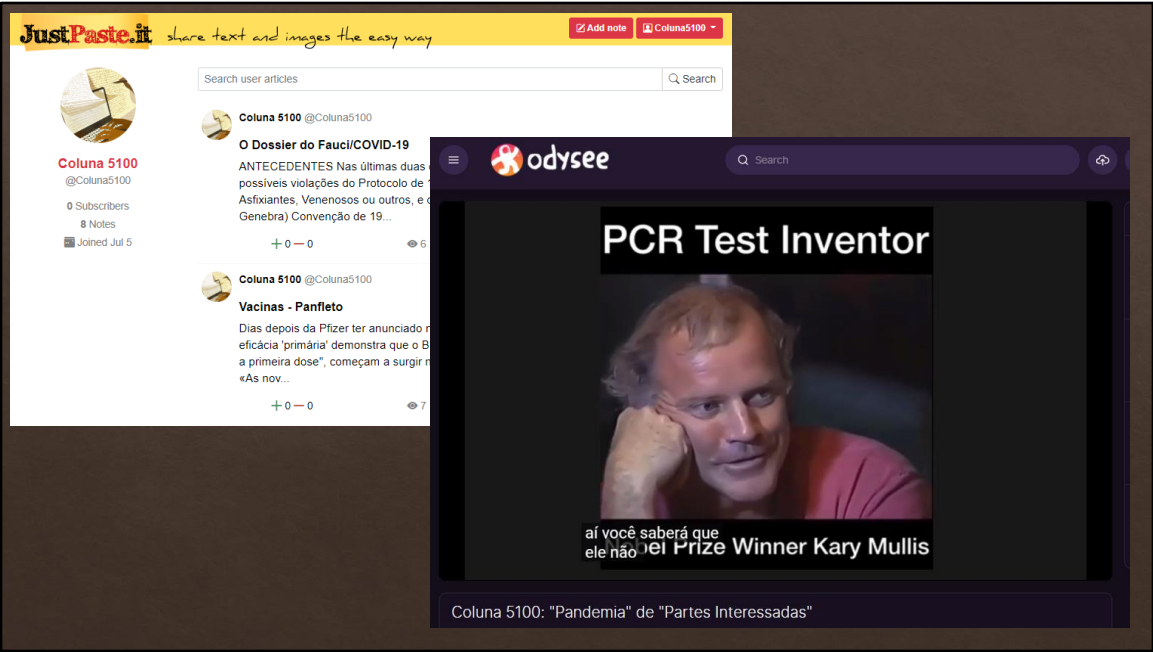 JustPaste.it
share text and images the easy way
Add note
Coluna5100
Search user articles
Search
Coluna 5100
@Coluna5100
0 Subscribers
8 Notes
Joined Jul 5
Coluna 5100 @Coluna5100
O Dossier do Fauci/COVID-19
ANTECEDENTES Nas últimas duas
possíveis violações do Protocolo de
Asfixiantes, Venenosos ou outros, e
Genebra) Convenção de 19...
0 0
6
Coluna 5100 @Coluna5100
Vacinas - Panfleto
Dias depois da Pfizer ter anunciado
eficácia 'primária' demonstra que o B
a primeira dose", começam a surgir
«As nov...
0 0
7
odysee
Search
PCR Test Inventor
aí você saberá que
ele não
Nobel Prize Winner Kary Mullis
Coluna 5100: "Pandemia" de "Partes Interessadas"